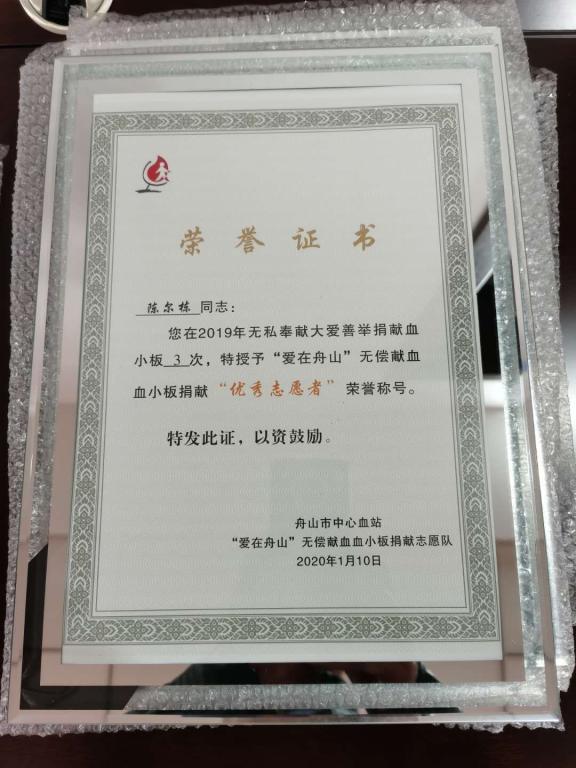 荣誉证书
陈尔栋 同志：
您在2019年无私奉献大爱善举捐献血
小板 3 次，特授予“爱在舟山”无偿献血
血小板捐献“优秀志愿者”荣誉称号。
特发此证，以资鼓励。
舟山市中心血站
“爱在舟山”无偿献血血小板捐献志愿队
2020年1月10日